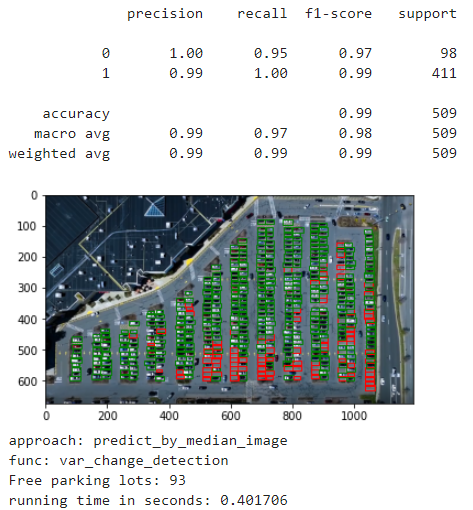 precision recall f1-score support
0 1.00 0.95 0.97 98
1 0.99 1.00 0.99 411
accuracy 0.99 509
macro avg 0.99 0.97 0.98 509
weighted avg 0.99 0.99 0.99 509
0
100
200
300
400
500
600
0 200 400 600 800 1000
approach: predict_by_median_image
func: var_change_detection
Free parking lots: 93
running time in seconds: 0.401706